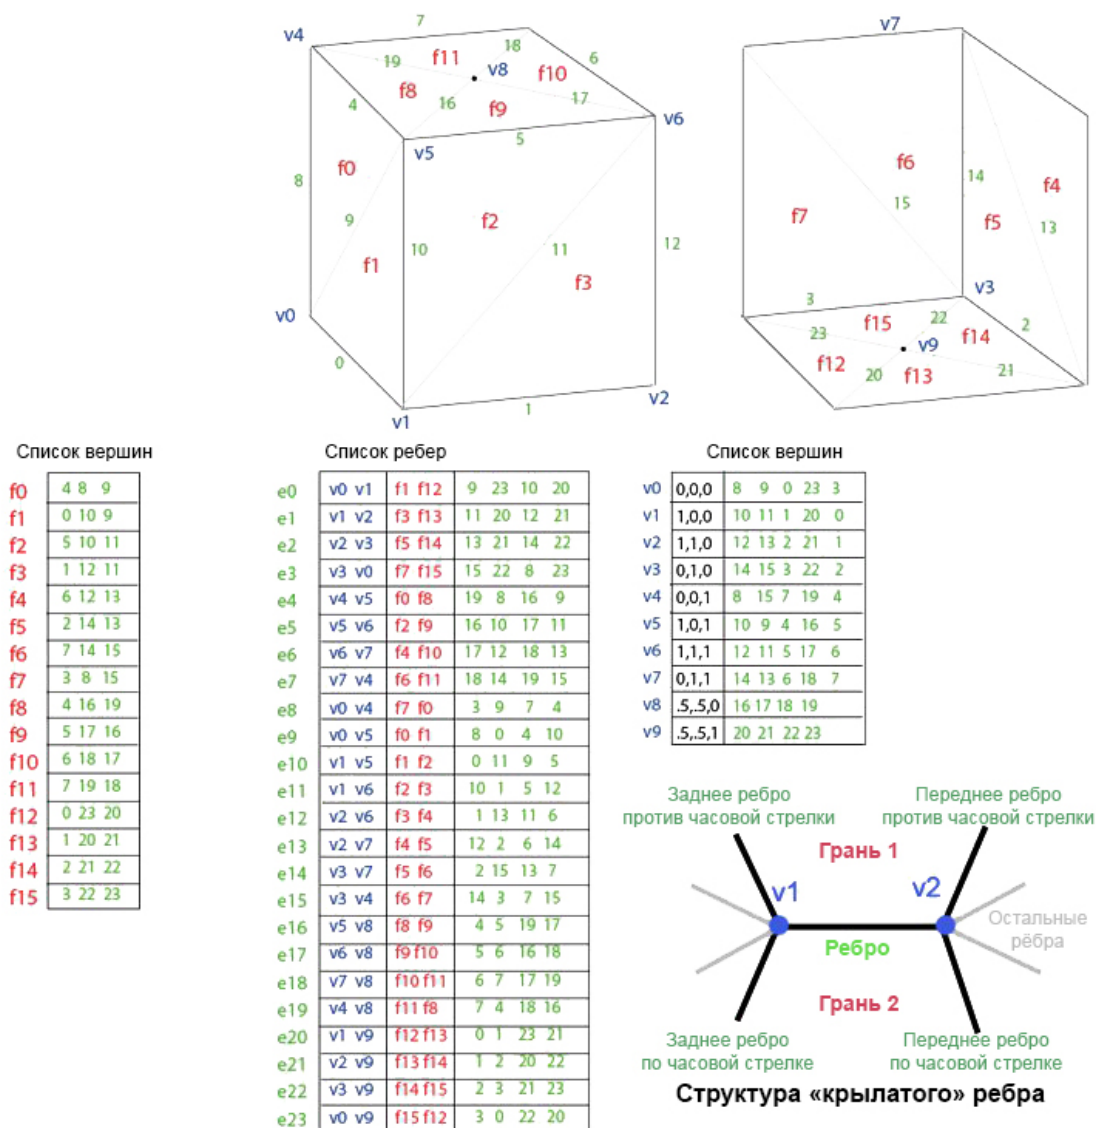 7
v4
18
19
f11
v8
f10
6
f8
16
f9
17
4
v5
5
v6
f0
8
9
f2
10
11
12
f1
f3
v0
0
v1
1
v2
v7
f6
14
f4
15
f7
f5
13
3
v3
f15
22
23
v9
f14
2
f12
20
f13
21
Список вершин
f0 4 8 9
f1 0 10 9
f2 5 10 11
f3 1 12 11
f4 6 12 13
f5 2 14 13
f6 7 14 15
f7 3 8 15
f8 4 16 19
f9 5 17 16
f10 6 18 17
f11 7 19 18
f12 0 23 20
f13 1 20 21
f14 2 21 22
f15 3 22 23
Список ребер
e0 v0 v1 f1 f12 9 23 10 20
e1 v1 v2 f3 f13 11 20 12 21
e2 v2 v3 f5 f14 13 21 14 22
e3 v3 v0 f7 f15 15 22 8 23
e4 v4 v5 f0 f8 19 8 16 9
e5 v5 v6 f2 f9 16 10 17 11
e6 v6 v7 f4 f10 17 12 18 13
e7 v7 v4 f6 f11 18 14 19 15
e8 v0 v4 f7 f0 3 9 7 4
e9 v0 v5 f0 f1 8 0 4 10
e10 v1 v5 f1 f2 0 11 9 5
e11 v1 v6 f2 f3 10 1 5 12
e12 v2 v6 f3 f4 1 13 11 6
e13 v2 v7 f4 f5 12 2 6 14
e14 v3 v7 f5 f6 2 15 13 7
e15 v3 v4 f6 f7 14 3 7 15
e16 v5 v8 f8 f9 4 5 19 17
e17 v6 v8 f9 f10 5 6 16 18
e18 v7 v8 f10 f11 6 7 17 19
e19 v4 v8 f11 f8 7 4 18 16
e20 v1 v9 f12 f13 0 1 23 21
e21 v2 v9 f13 f14 1 2 20 22
e22 v3 v9 f14 f15 2 3 21 23
e23 v0 v9 f15 f12 3 0 22 20
Список вершин
v0 0,0,0 8 9 0 23 3
v1 1,0,0 10 11 1 20 0
v2 1,1,0 12 13 2 21 1
v3 0,1,0 14 15 3 22 2
v4 0,0,1 8 15 7 19 4
v5 1,0,1 10 9 4 16 5
v6 1,1,1 12 11 5 17 6
v7 0,1,1 14 13 6 18 7
v8 .5,.5,0 16 17 18 19
v9 .5,.5,1 20 21 22 23
Заднее ребро
против часовой стрелки
Переднее ребро
против часовой стрелки
Грань 1
v1
v2
Остальные
рёбра
Ребро
Грань 2
Заднее ребро
по часовой стрелке
Переднее ребро
по часовой стрелке
Структура «крылатого» ребра